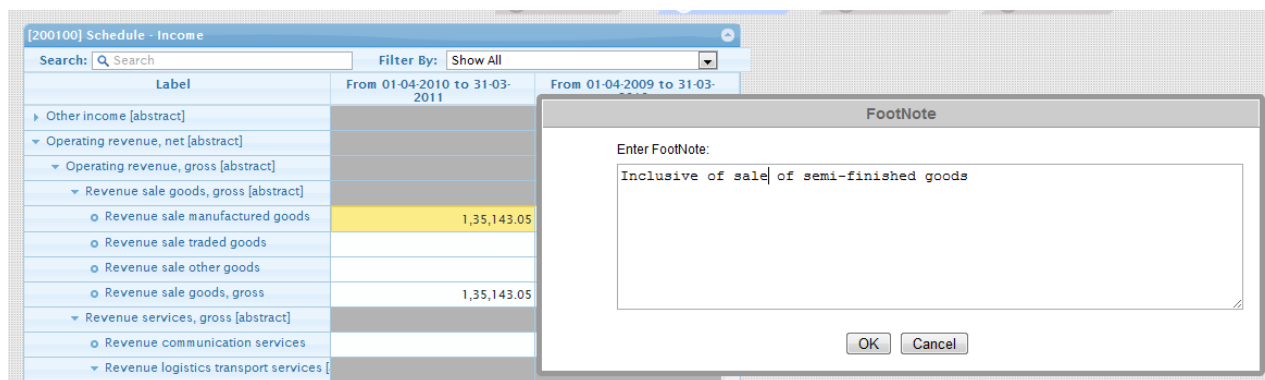 [200100] Schedule - Income
Search: Search Filter By: Show All
Label From 01-04-2010 to 31-03-2011 From 01-04-2009 to 31-03-
Other income [abstract]
Operating revenue, net [abstract]
Operating revenue, gross [abstract]
Revenue sale goods, gross [abstract]
Revenue sale manufactured goods 1,35,143.05
Revenue sale traded goods
Revenue sale other goods
Revenue sale goods, gross 1,35,143.05
Revenue services, gross [abstract]
Revenue communication services
Revenue logistics transport services [
FootNote
Enter FootNote:
Inclusive of sale of semi-finished goods
OK Cancel